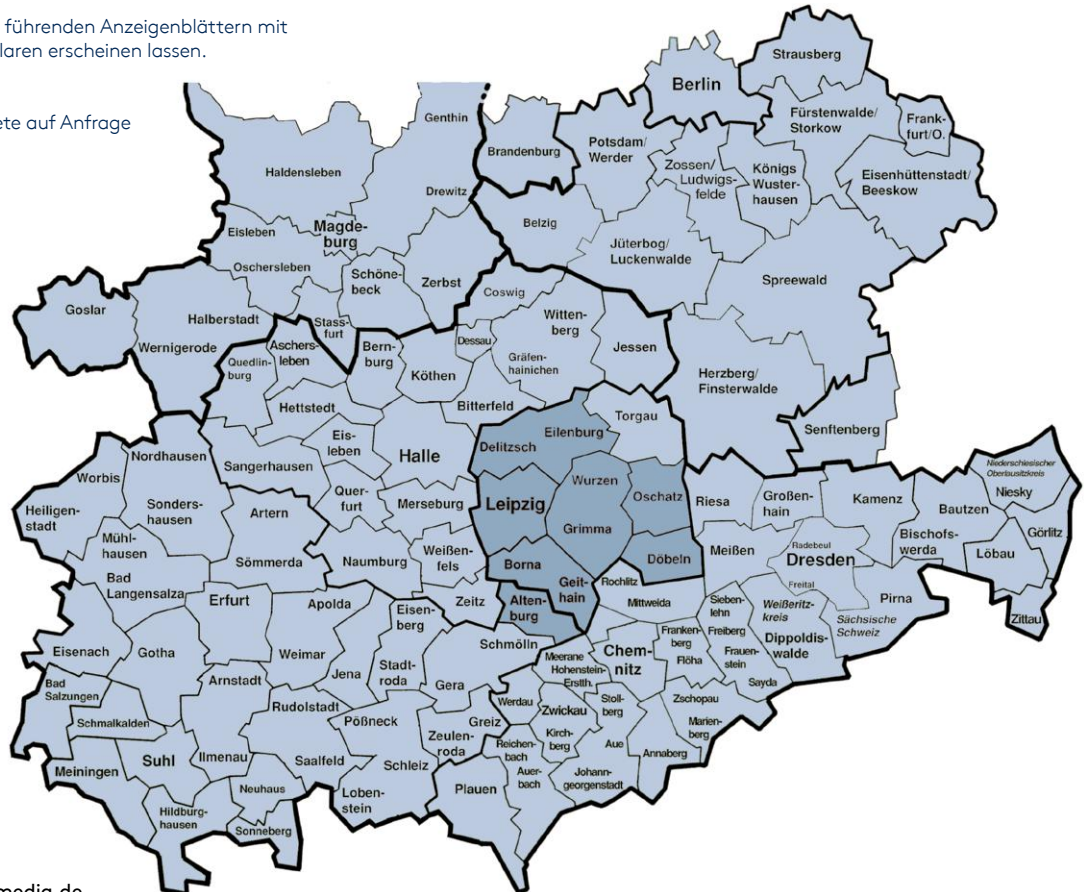 führenden Anzeigenblättern mit
laren erscheinen lassen.
ete auf Anfrage
Strausberg
Berlin
Genthin
Fürstenwalde/
Storkow
Frank-
furt/O.
Brandenburg
Potsdam/
Werder
Zossen/
Ludwigs-
felde
Königs
Wuster-
hausen
Eisenhüttenstadt/
Beeskow
Haldensleben
Drewitz
Belzig
Eisleben
Magde-
burg
Jüterbog/
Luckenwalde
Oschersleben
Schöne-
beck
Zerbst
Spreewald
Coswig
Goslar
Halberstadt
Stass-
furt
Witten-
berg
Wernigerode
Aschers-
leben
Bern-
burg
Dessau
Jessen
Quedlin-
burg
Köthen
Gräfen-
hainichen
Herzberg/
Finsterwalde
Hettstedt
Bitterfeld
Torgau
Senftenberg
Eilenburg
Delitzsch
Eis-
leben
Halle
Nordhausen
Sangerhausen
Worbis
Niederschlesischer
Oberlausitzkreis
Niesky
Wurzen
Quer-
furt
Merseburg
Leipzig
Oschatz
Riesa
Großen-
hain
Kamenz
Bautzen
Heiligen-
stadt
Sonders-
hausen
Artern
Grimma
Bischofs-
werda
Görlitz
Mühl-
hausen
Weißen-
fels
Meißen
Radebeul
Dresden
Löbau
Naumburg
Sömmerda
Borna
Döbeln
Bad
Langensalza
Geit-
hain
Rochlitz
Freital
Erfurt
Apolda
Eisen-
berg
Zeitz
Alten-
burg
Mittweida
Sieben-
lehn
Weißeritz-
kreis
Pirna
Zittau
Sächsische
Schweiz
Eisenach
Gotha
Weimar
Schmölln
Franken-
berg
Freiberg
Dippoldis-
walde
Jena
Stadt-
roda
Meerane
Hohenstein-
Erstth.
Chem-
nitz
Flöha
Frauen-
stein
Bad
Salzungen
Arnstadt
Gera
Sayda
Rudolstadt
Werdau
Zwickau
Stoll-
berg
Zschopau
Schmalkalden
Pößneck
Greiz
Marien-
berg
Zeulen-
roda
Kirch-
berg
Reichen-
bach
Aue
Annaberg
Meiningen
Suhl
Ilmenau
Saalfeld
Schleiz
Auer-
bach
Johann-
georgenstadt
Neuhaus
Loben-
stein
Plauen
Hildburg-
hausen
Sonneberg